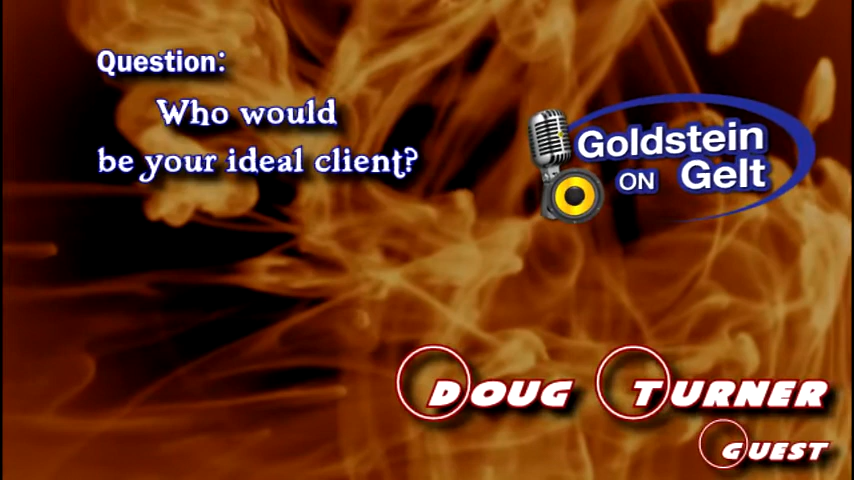 Question:
Who would
be your ideal client?
Goldstein
ON Gelt
DOUG TURNER
GUEST